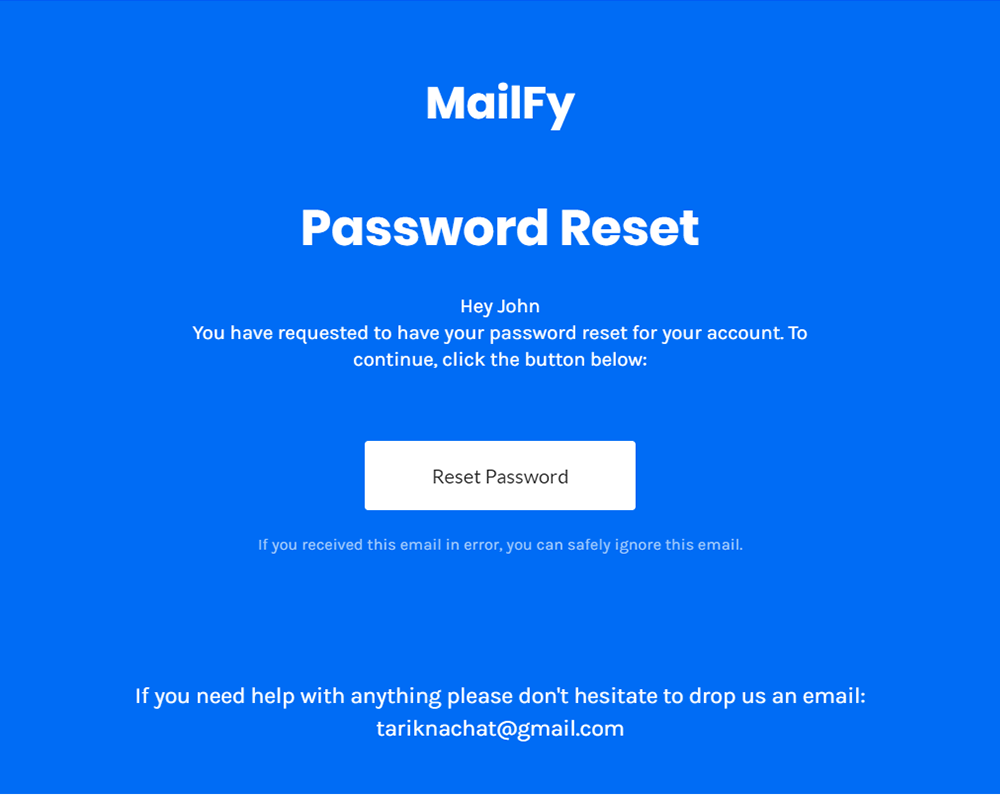 MailFy
Password Reset
Hey John
You have requested to have your password reset for your account. To
continue, click the button below:
Reset Password
If you received this email in error, you can safely ignore this email.
If you need help with anything please don't hesitate to drop us an email:
tariknachat@gmail.com